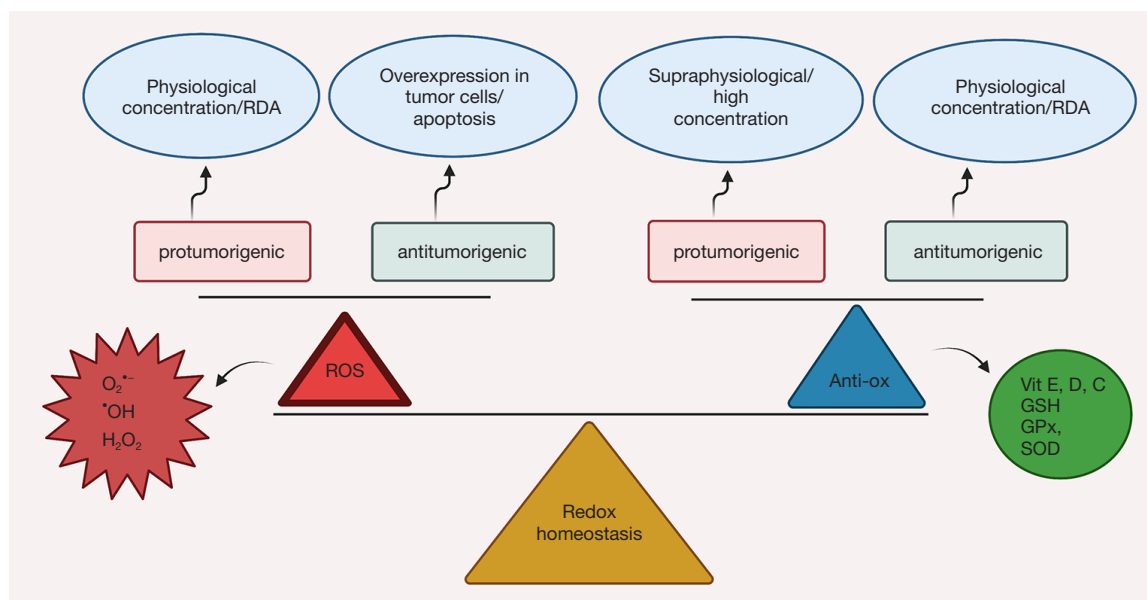 Physiological
concentration/RDA
Overexpression in
tumor cells/
apoptosis
Supraphysiological/
high
concentration
Physiological
concentration/RDA
protumorigenic
antitumorigenic
protumorigenic
antitumorigenic
ROS
Anti-ox
O₂•⁻
•OH
H₂O₂
Vit E, D, C
GSH
GPx,
SOD
Redox
homeostasis